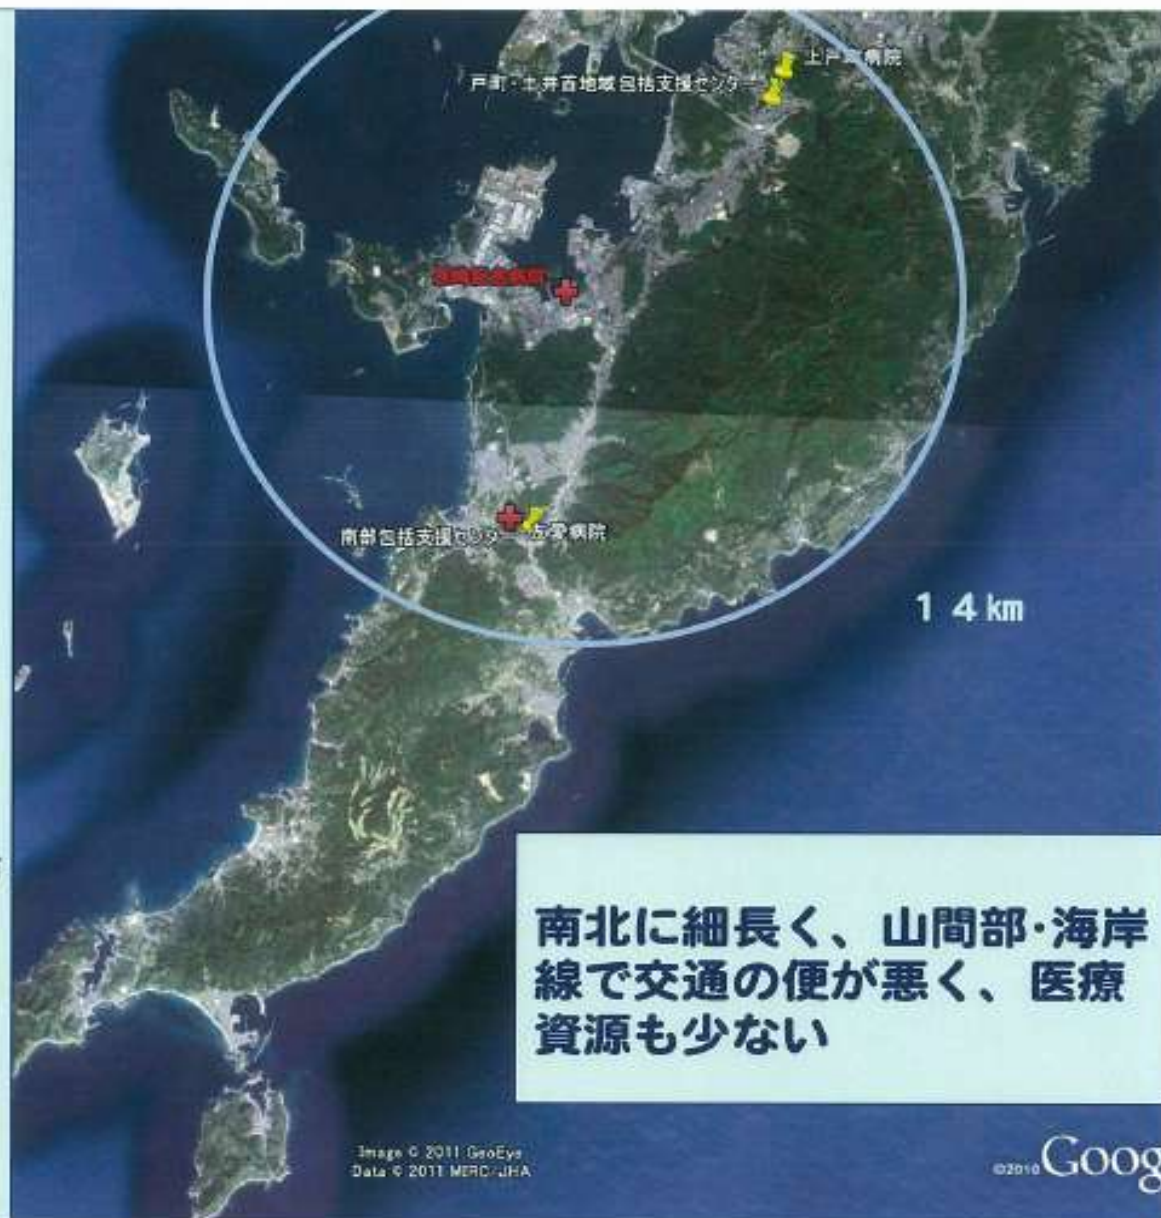 上戸町病院
戸町・土井首地域包括支援センター
南部包括支援センター
友愛病院
14km
南北に細長く、山間部・海岸
線で交通の便が悪く、医療
資源も少ない
Image © 2011 GeoEye
Data © 2011 MIRC/JHA
©2010 Goog